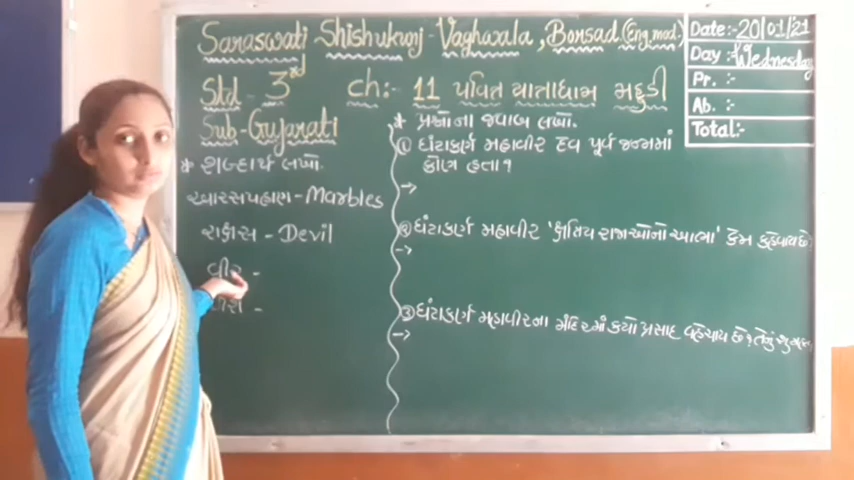 Saraswati Shishukunj - Vaghwala, Borsad (Eng.med.)
Std - 3rd ch:- 11 પવિત્ર યાત્રાધામ મહુડી
Sub-Gujarati
* શબ્દાર્થ લખો.
આરસપહાણ - Marbles
રાક્ષસ - Devil
વીર -
* પ્રશ્નોના જવાબ લખો.
① ઘંટાકર્ણ મહાવીર દેવ પૂર્વ જન્મમાં
કોણ હતા?
→
② ઘંટાકર્ણ મહાવીર 'ક્ષત્રિય રાજાઓનો આત્મા' કેમ કહેવાય છે?
→
③ ઘંટાકર્ણ મહાવીરના મંદિરમાં કયો પ્રસાદ વહેંચાય છે? તેનું શું
→
Date:- 20/01/21
Day:- Wednesday
Pr. :-
Ab. :-
Total:-